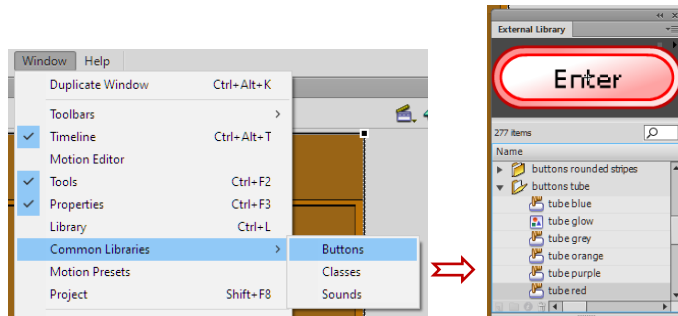 Window Help
Duplicate Window Ctrl+Alt+K
Toolbars
Timeline Ctrl+Alt+T
Motion Editor
Tools Ctrl+F2
Properties Ctrl+F3
Library Ctrl+L
Common Libraries
Motion Presets
Project Shift+F8
Buttons
Classes
Sounds
External Library
Enter
277 items
Name
buttons rounded stripes
buttons tube
tube blue
tube glow
tube grey
tube orange
tube purple
tube red